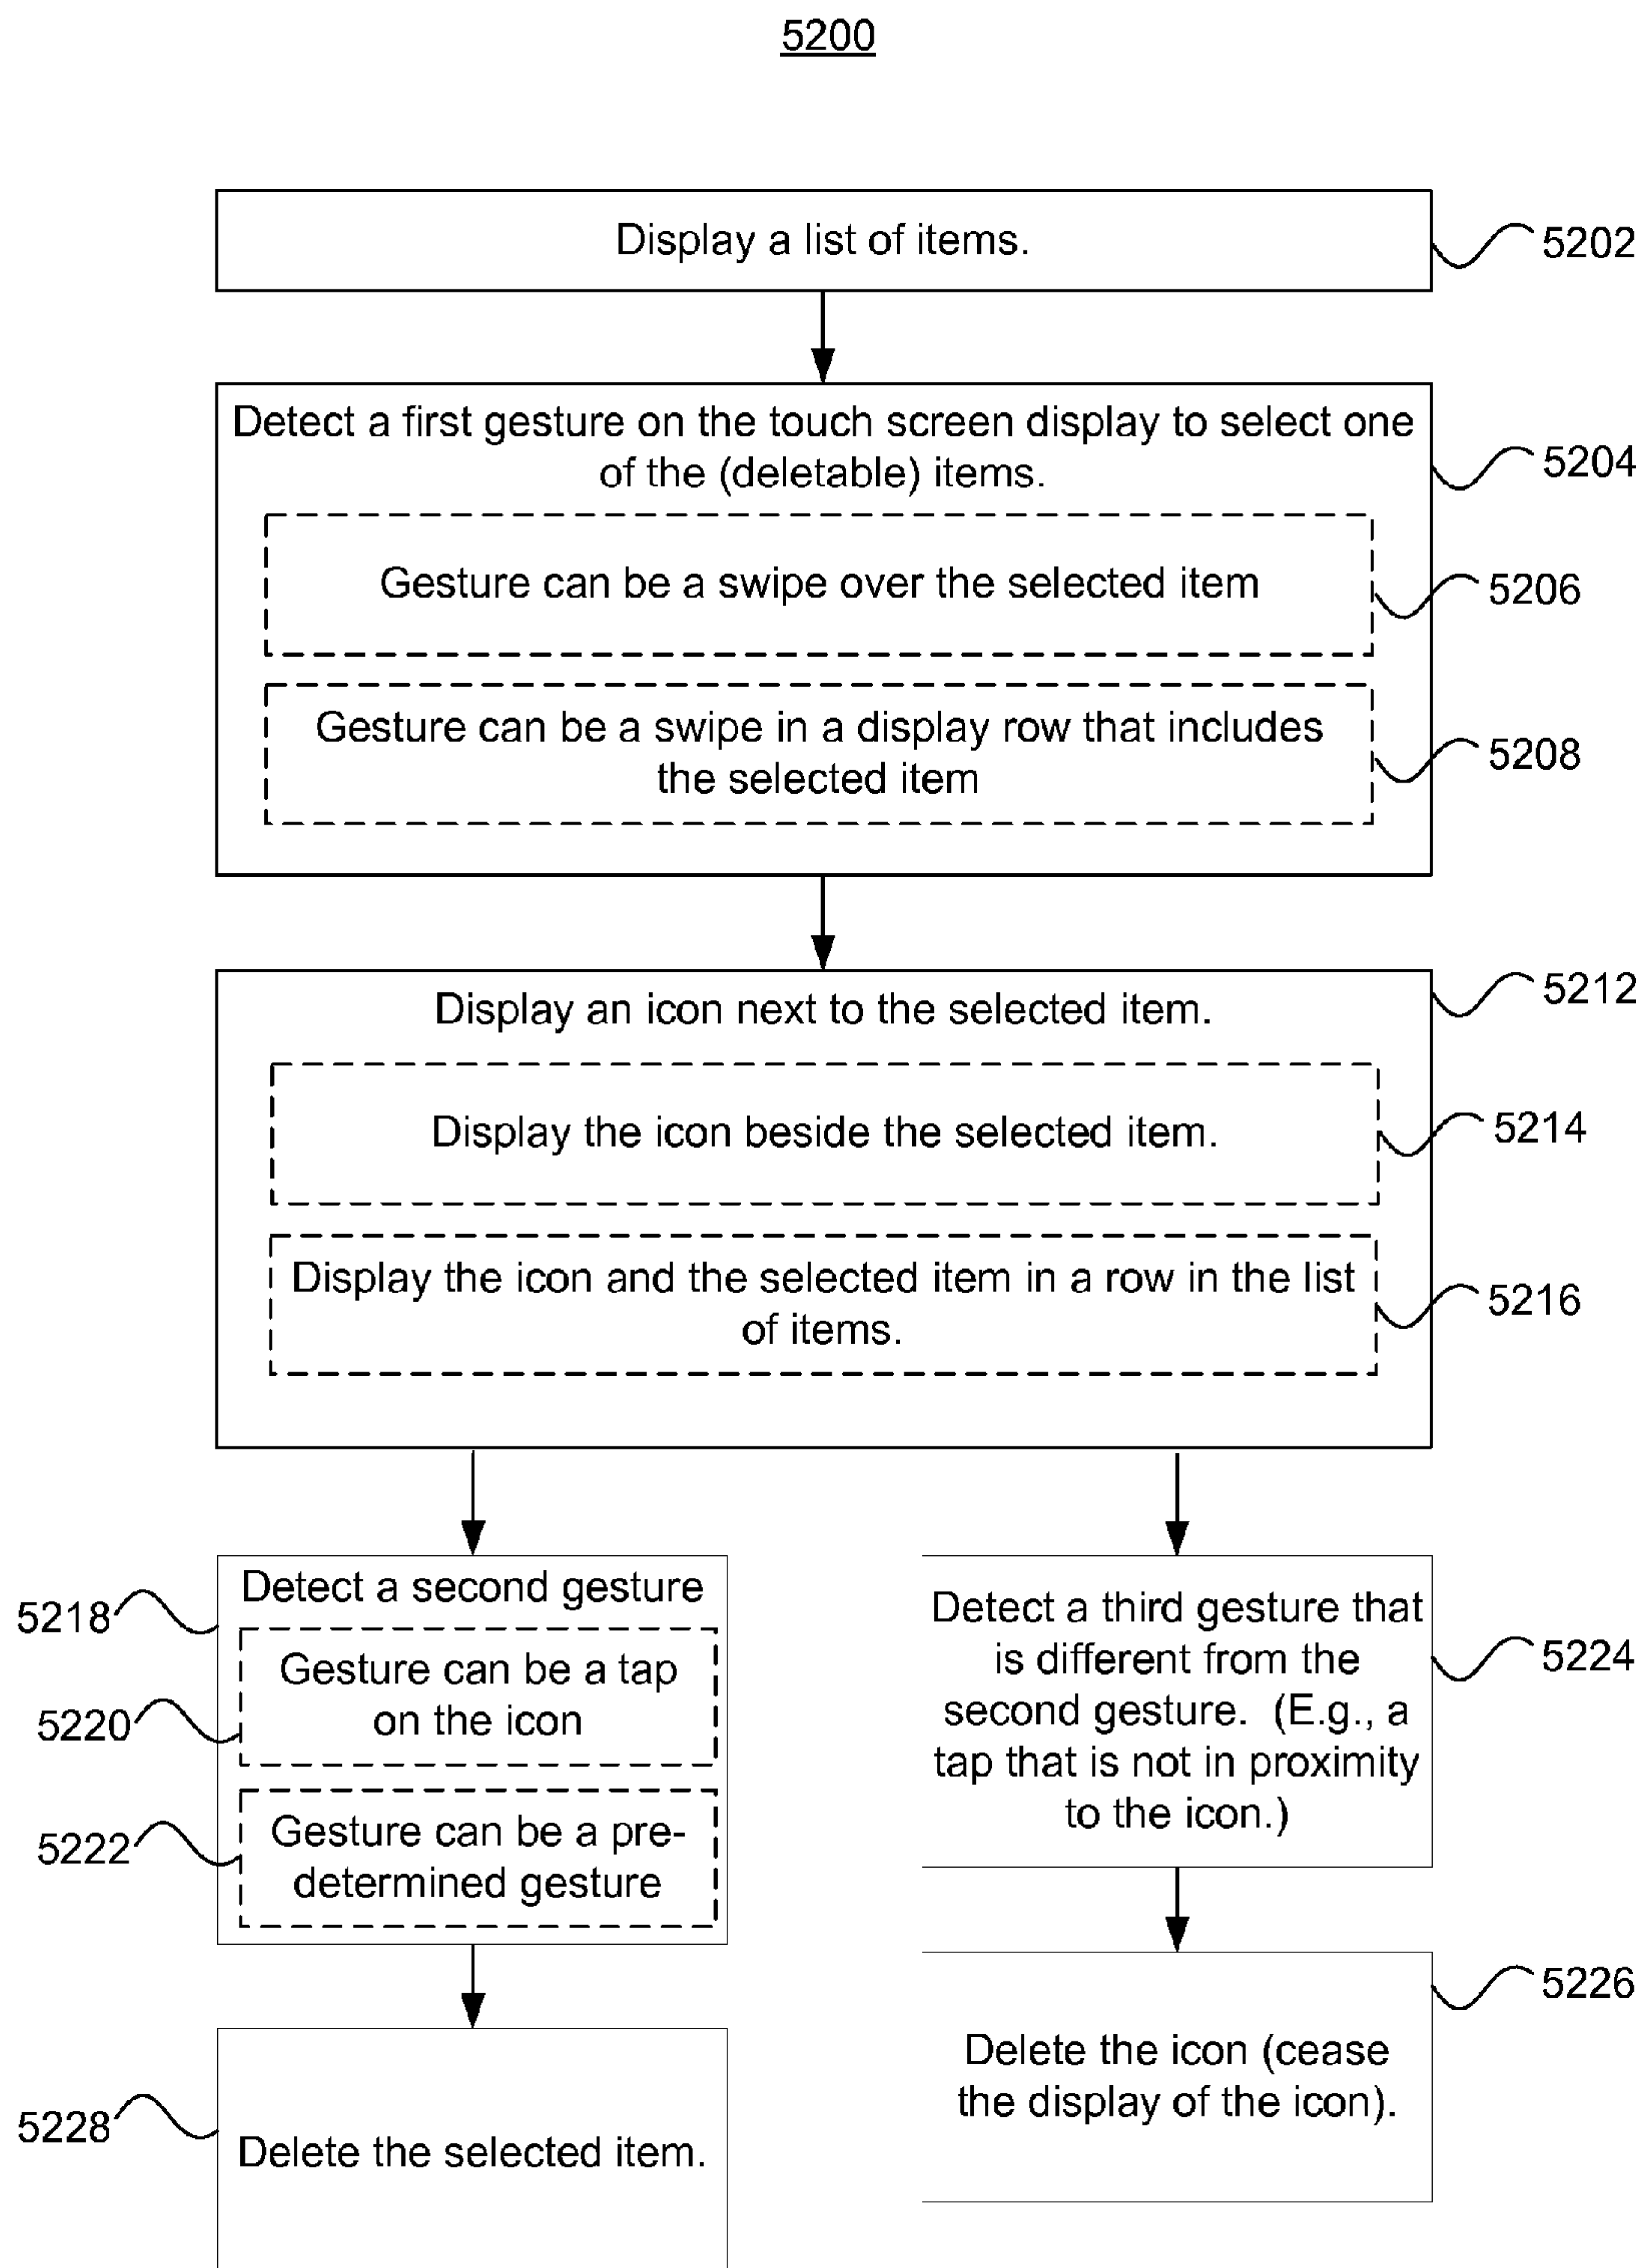 5200
Display a list of items.
5202
Detect a first gesture on the touch screen display to select one
of the (deletable) items.
5204
Gesture can be a swipe over the selected item
5206
Gesture can be a swipe in a display row that includes
the selected item
5208
Display an icon next to the selected item.
5212
Display the icon beside the selected item.
5214
Display the icon and the selected item in a row in the list
of items.
5216
Detect a second gesture
5218
Gesture can be a tap
on the icon
5220
Gesture can be a pre-
determined gesture
5222
Detect a third gesture that
is different from the
second gesture. (E.g., a
tap that is not in proximity
to the icon.)
5224
Delete the icon (cease
the display of the icon).
5226
Delete the selected item.
5228